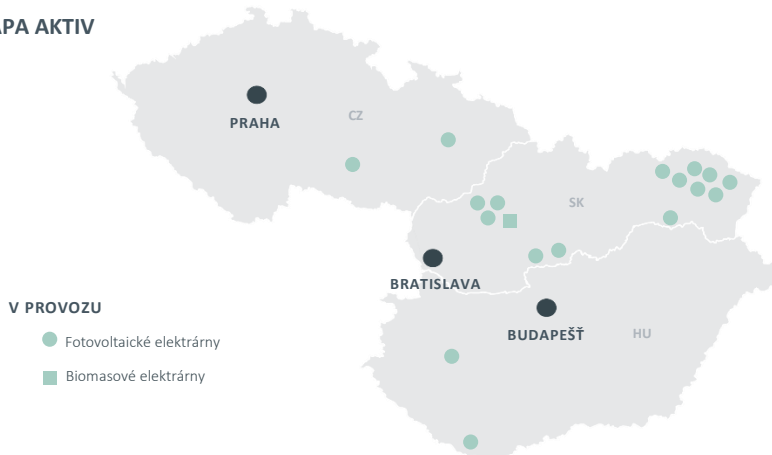 APA AKTIV
CZ
PRAHA
SK
BRATISLAVA
V PROVOZU
BUDAPEŠŤ
HU
Fotovoltaické elektrárny
Biomasové elektrárny